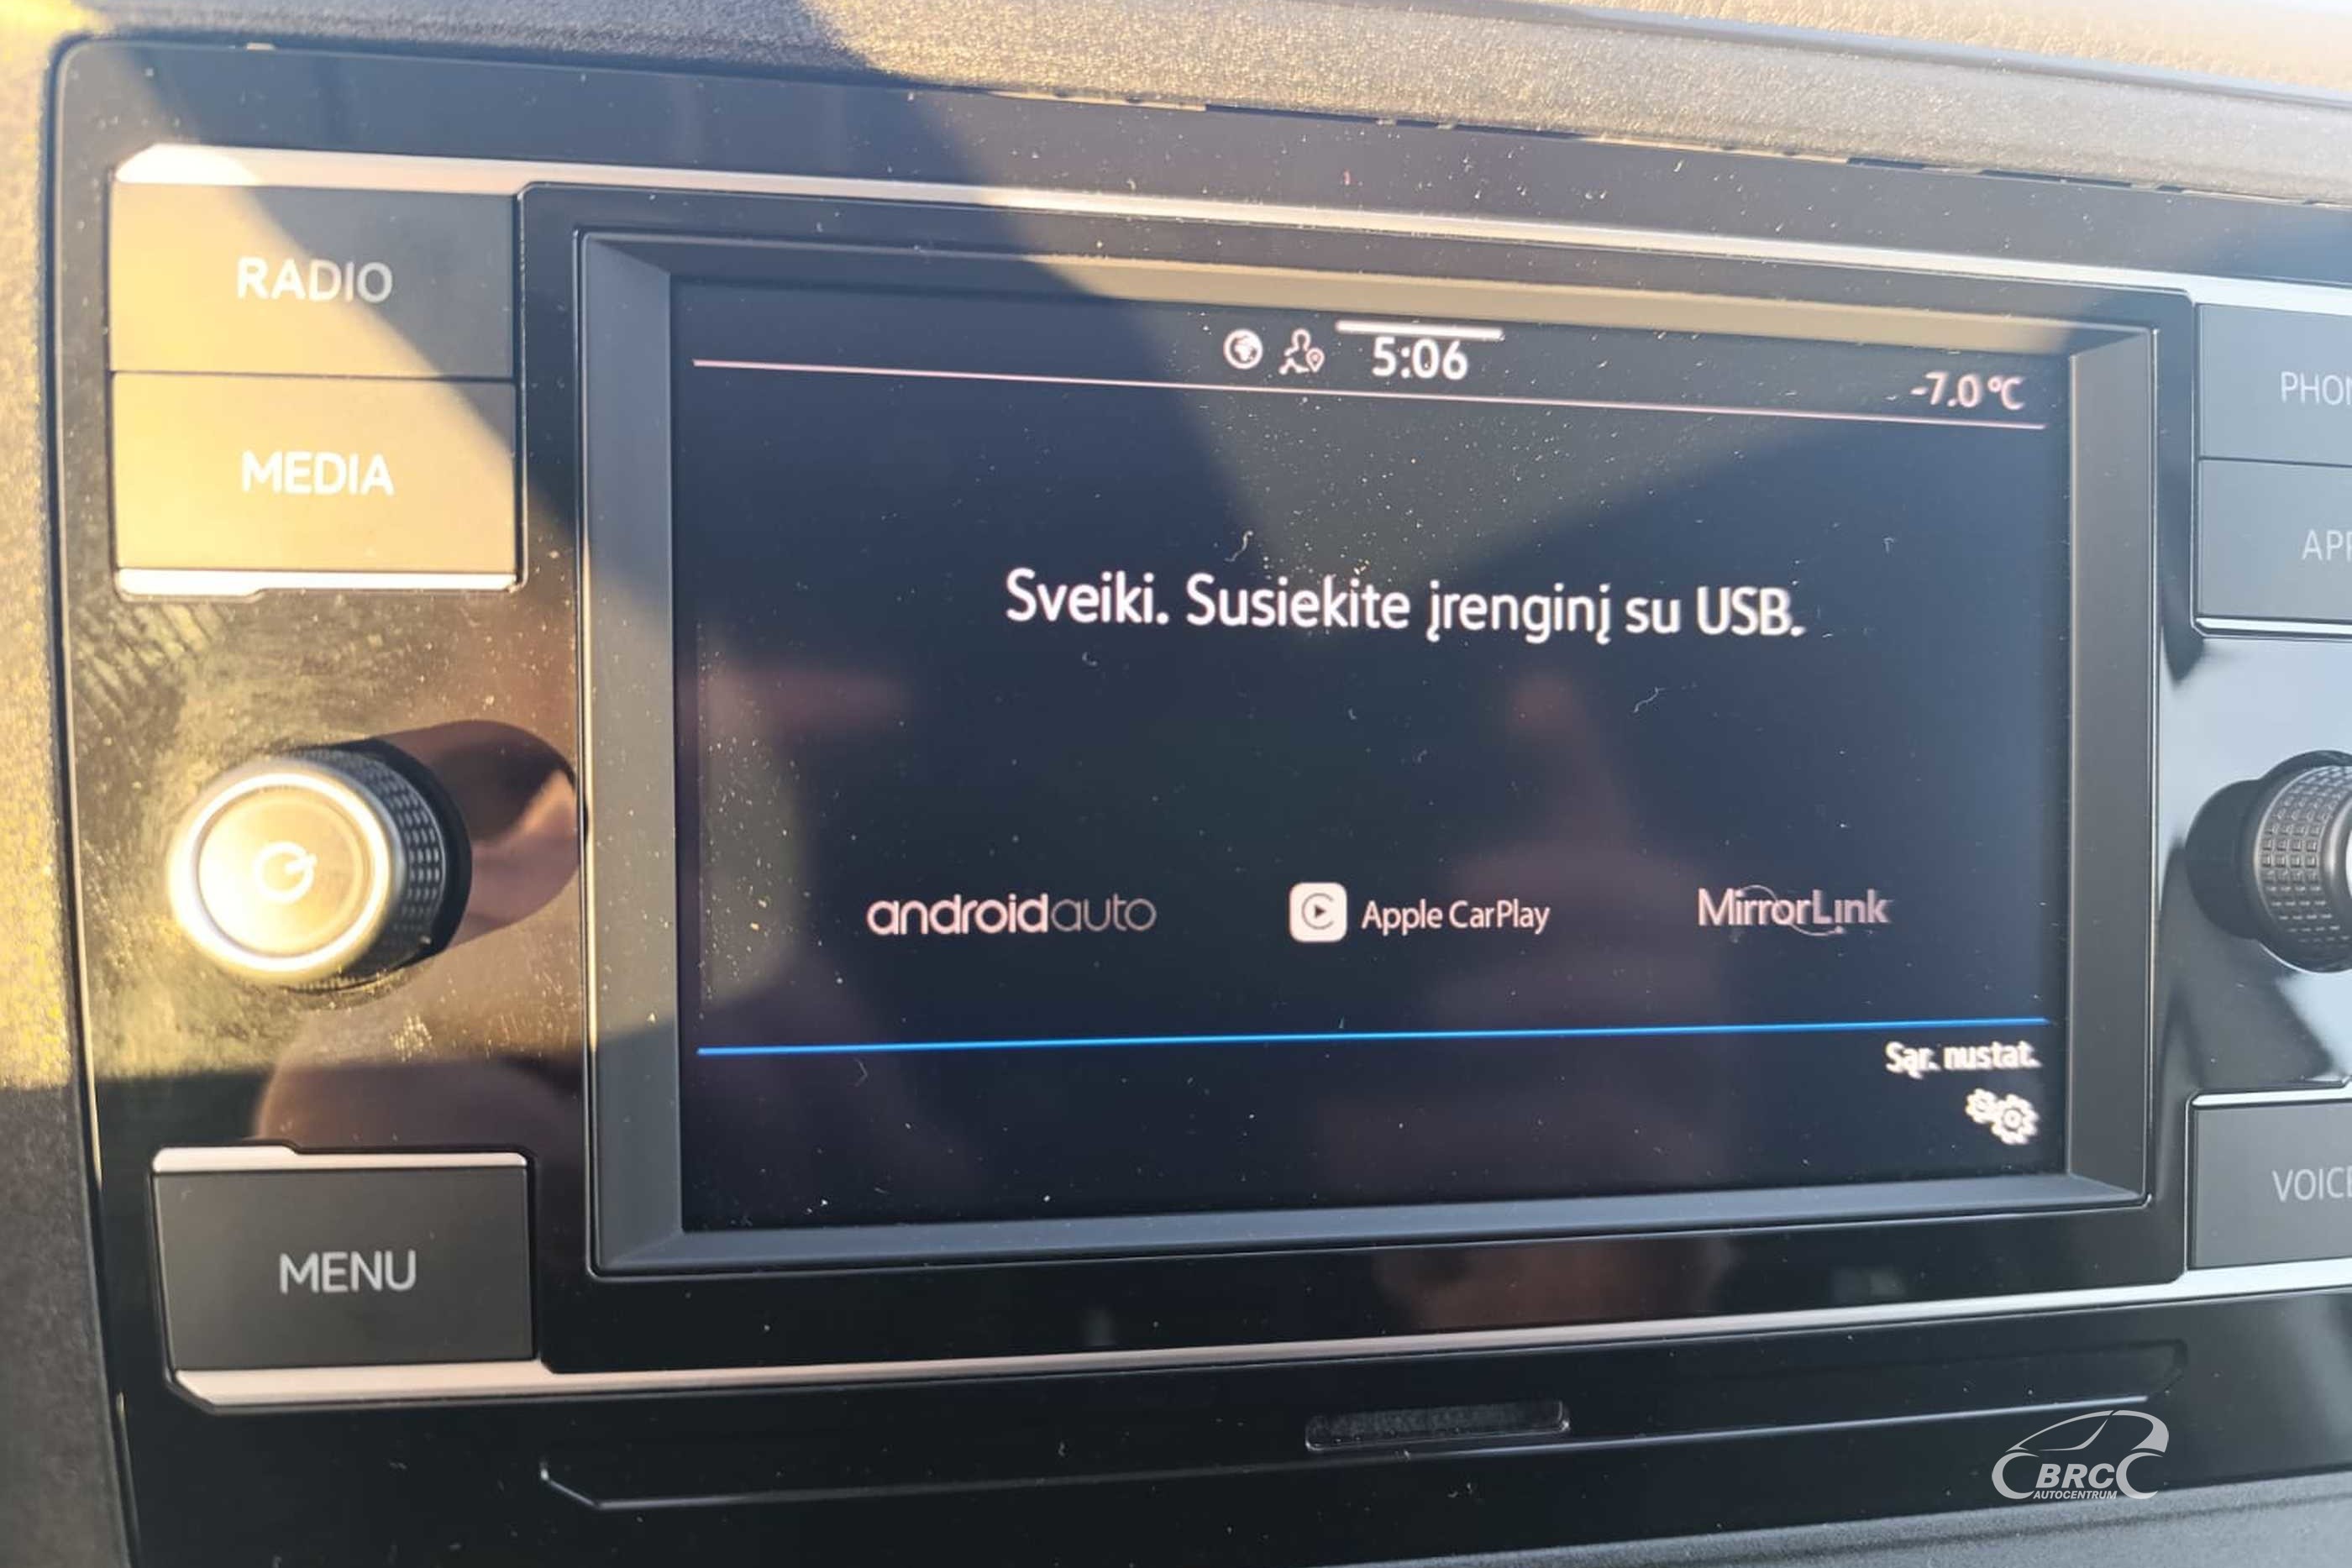 RADIO
MEDIA
MENU
5:06
-7.0 °C
Sveiki. Susiekite įrenginį su USB.
androidauto
Apple CarPlay
MirrorLink
Sąr. nustat.
PHON
APP
VOICE
BRC
AUTOCENTRUM